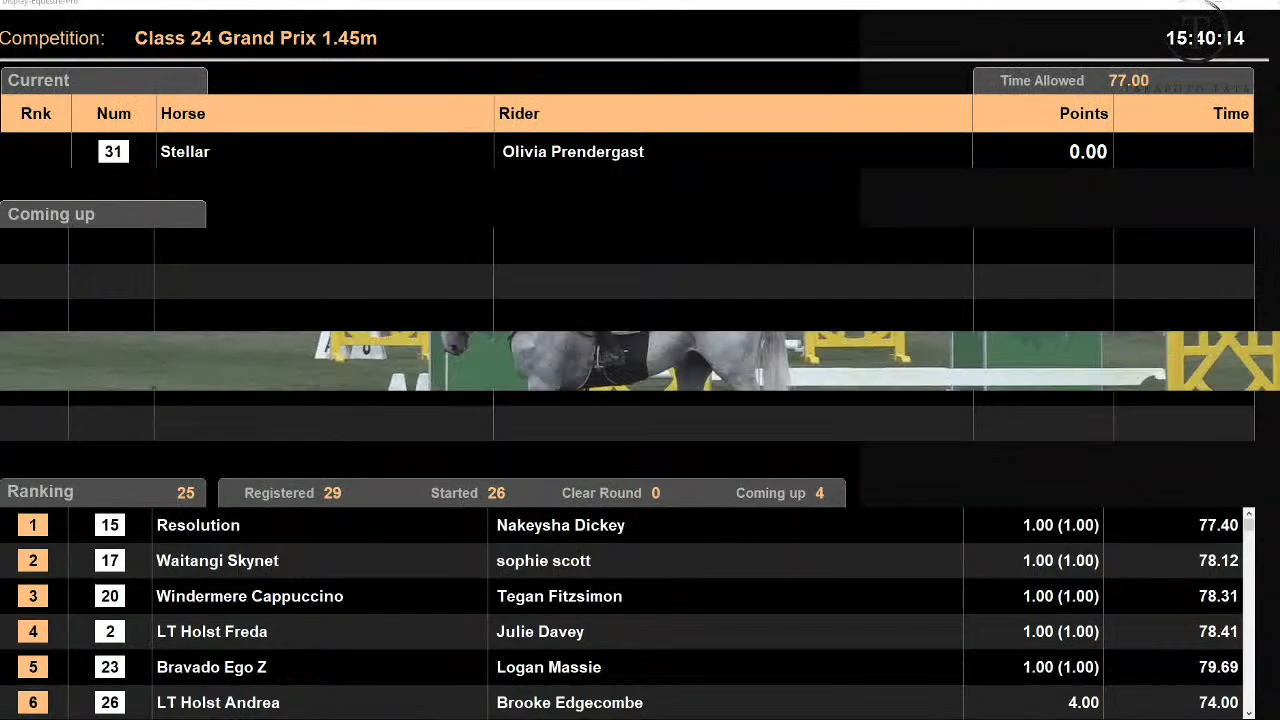 Display-Equestre-Pro
Competition: Class 24 Grand Prix 1.45m 15:40:14
Current Time Allowed 77.00
Rnk Num Horse Rider Points Time
31 Stellar Olivia Prendergast 0.00
Coming up
Ranking 25 Registered 29 Started 26 Clear Round 0 Coming up 4
1 15 Resolution Nakeysha Dickey 1.00 (1.00) 77.40
2 17 Waitangi Skynet sophie scott 1.00 (1.00) 78.12
3 20 Windermere Cappuccino Tegan Fitzsimon 1.00 (1.00) 78.31
4 2 LT Holst Freda Julie Davey 1.00 (1.00) 78.41
5 23 Bravado Ego Z Logan Massie 1.00 (1.00) 79.69
6 26 LT Holst Andrea Brooke Edgecombe 4.00 74.00